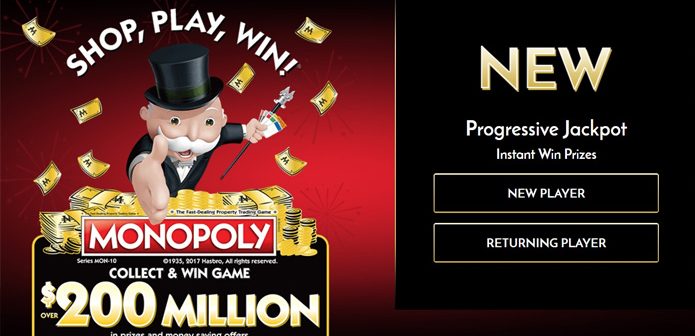 SHOP, PLAY, WIN!
The Fast-Dealing Property Trading Game
MONOPOLY
Series MON-10 ©1935, 2017 Hasbro, All rights reserved.
COLLECT & WIN GAME
OVER $200 MILLION
in prizes and money saving offers
NEW
Progressive Jackpot
Instant Win Prizes
NEW PLAYER
RETURNING PLAYER